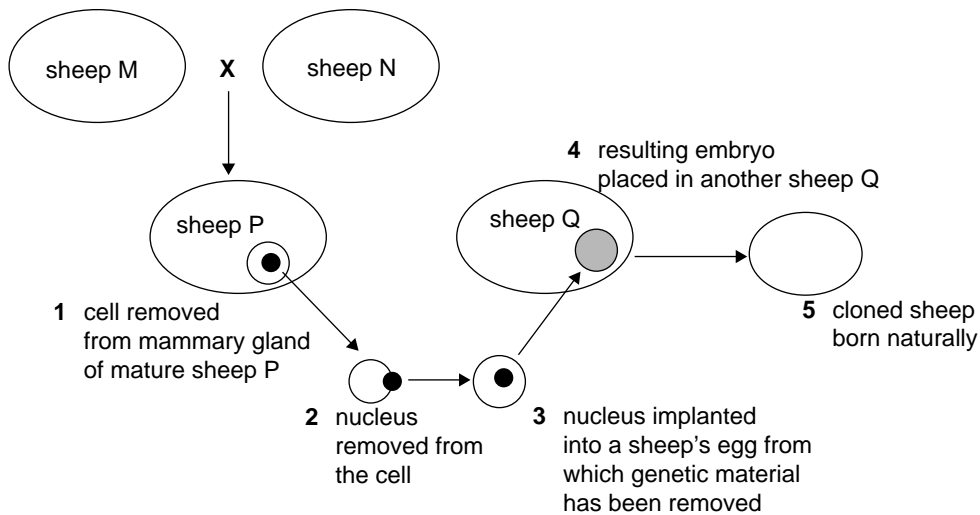 sheep M
X
sheep N
sheep P
4 resulting embryo
placed in another sheep Q
sheep Q
1 cell removed
from mammary gland
of mature sheep P
5 cloned sheep
born naturally
2 nucleus
removed from
the cell
3 nucleus implanted
into a sheep's egg from
which genetic material
has been removed